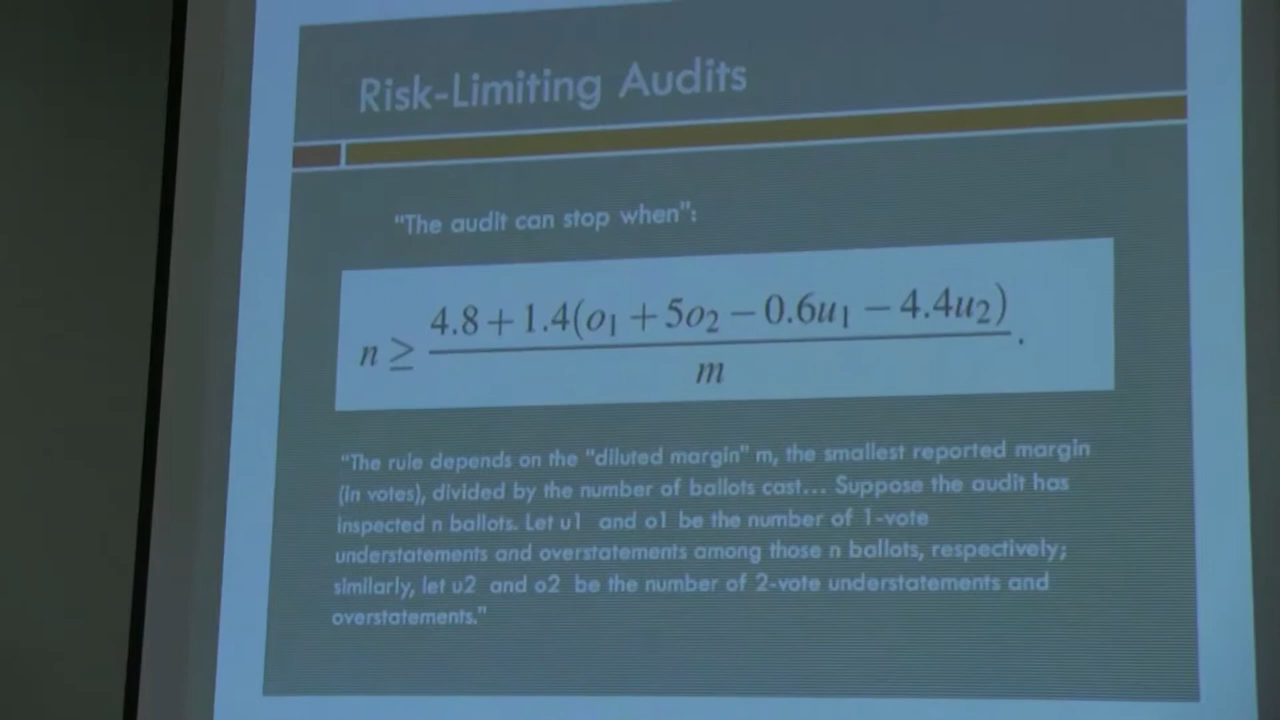 Risk-Limiting Audits
"The audit can stop when":
n ≥ 4.8 + 1.4(o₁ + 5o₂ − 0.6u₁ − 4.4u₂) / m .
"The rule depends on the "diluted margin" m, the smallest reported margin
(in votes), divided by the number of ballots cast... Suppose the audit has
inspected n ballots. Let u1 and o1 be the number of 1-vote
understatements and overstatements among those n ballots, respectively;
similarly, let u2 and o2 be the number of 2-vote understatements and
overstatements."